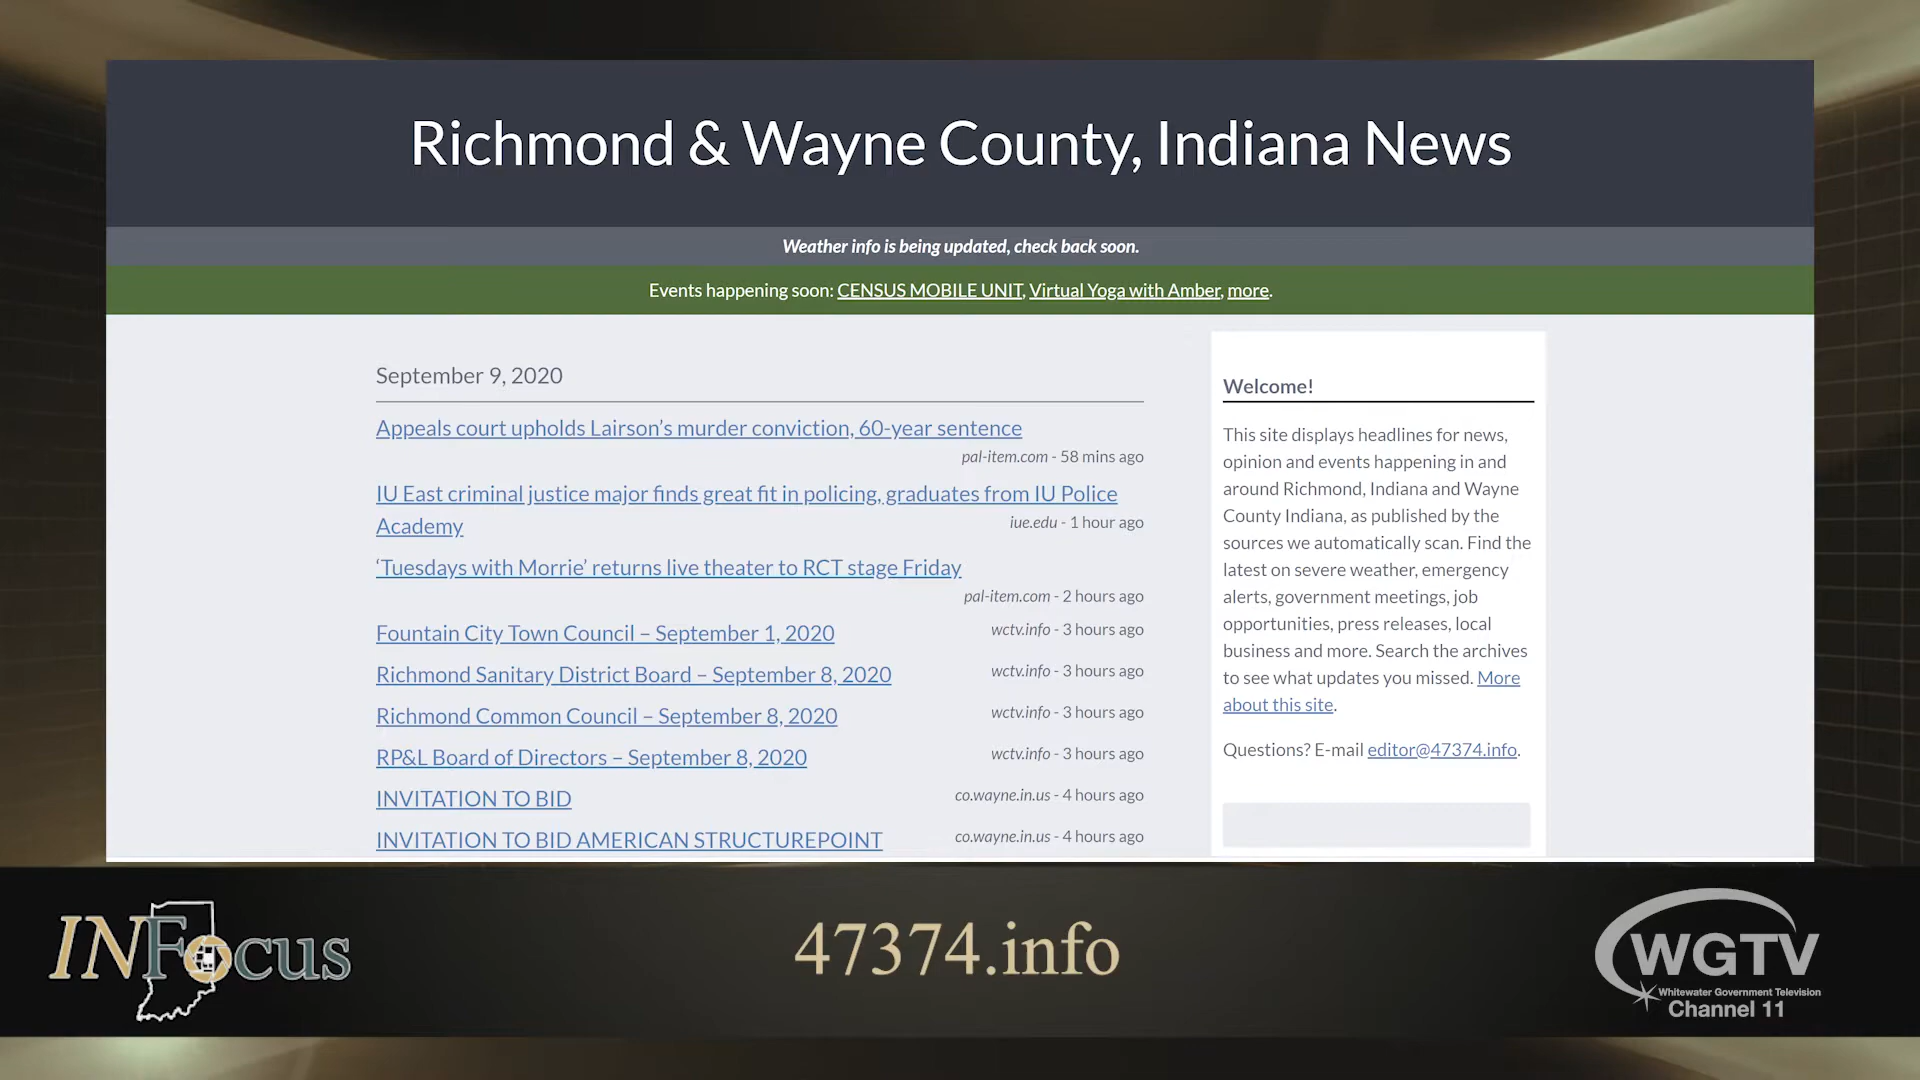 Richmond & Wayne County, Indiana News
Weather info is being updated, check back soon.
Events happening soon: CENSUS MOBILE UNIT, Virtual Yoga with Amber, more.
September 9, 2020
Appeals court upholds Lairson’s murder conviction, 60-year sentence
pal-item.com - 58 mins ago
IU East criminal justice major finds great fit in policing, graduates from IU Police
Academy
iue.edu - 1 hour ago
‘Tuesdays with Morrie’ returns live theater to RCT stage Friday
pal-item.com - 2 hours ago
Fountain City Town Council – September 1, 2020
wctv.info - 3 hours ago
Richmond Sanitary District Board – September 8, 2020
wctv.info - 3 hours ago
Richmond Common Council – September 8, 2020
wctv.info - 3 hours ago
RP&L Board of Directors – September 8, 2020
wctv.info - 3 hours ago
INVITATION TO BID
co.wayne.in.us - 4 hours ago
INVITATION TO BID AMERICAN STRUCTUREPOINT
co.wayne.in.us - 4 hours ago
Welcome!
This site displays headlines for news,
opinion and events happening in and
around Richmond, Indiana and Wayne
County Indiana, as published by the
sources we automatically scan. Find the
latest on severe weather, emergency
alerts, government meetings, job
opportunities, press releases, local
business and more. Search the archives
to see what updates you missed. More
about this site.
Questions? E-mail editor@47374.info.
INFocus
47374.info
WGTV
Whitewater Government Television
Channel 11